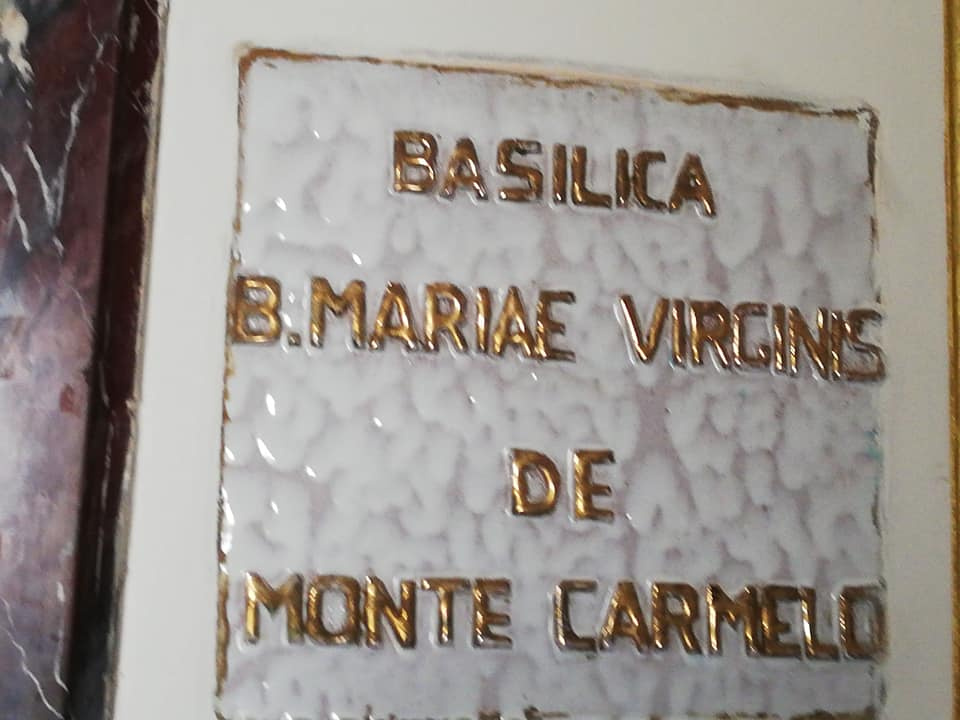 BASILICA
B.MARIAE VIRGINIS
DE
MONTE CARMELO